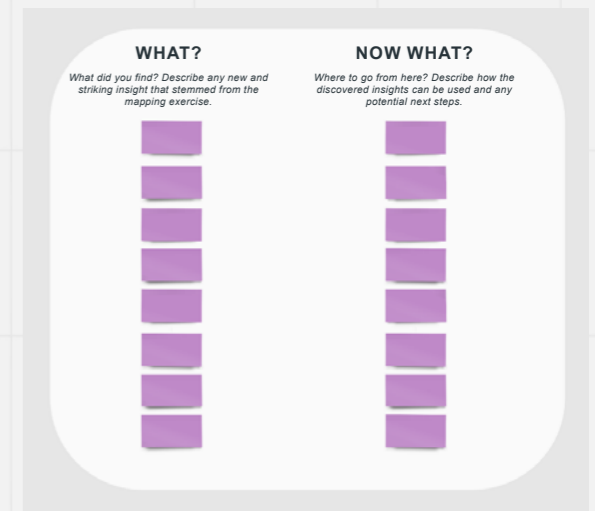 WHAT?
What did you find? Describe any new and
striking insight that stemmed from the
mapping exercise.
NOW WHAT?
Where to go from here? Describe how the
discovered insights can be used and any
potential next steps.